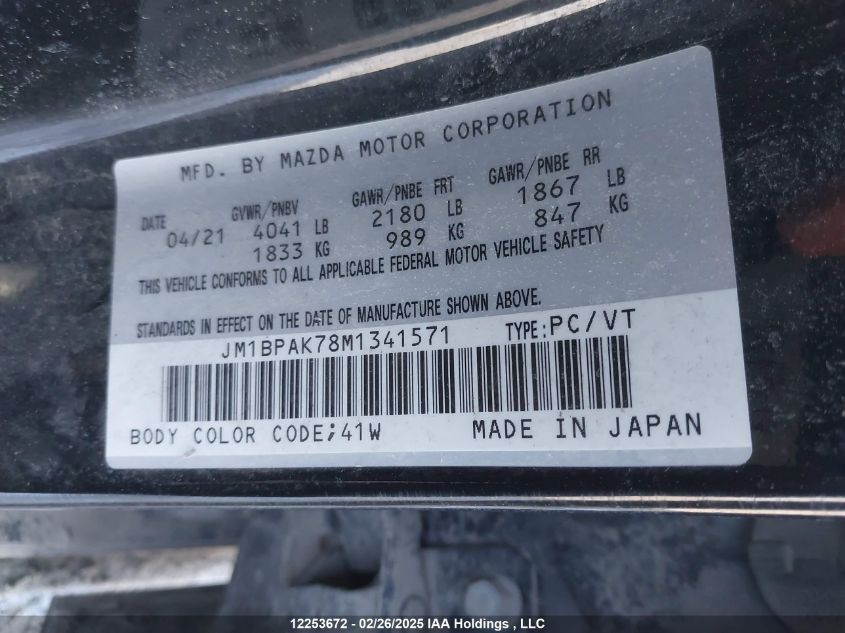 MFD. BY MAZDA MOTOR CORPORATION
DATE GVWR/PNBV GAWR/PNBE FRT GAWR/PNBE RR
04/21 4041 LB 2180 LB 1867 LB
1833 KG 989 KG 847 KG
THIS VEHICLE CONFORMS TO ALL APPLICABLE FEDERAL MOTOR VEHICLE SAFETY
STANDARDS IN EFFECT ON THE DATE OF MANUFACTURE SHOWN ABOVE.
JM1BPAK78M1341571 TYPE:PC/VT
BODY COLOR CODE;41W MADE IN JAPAN
12253672 - 02/26/2025 IAA Holdings , LLC